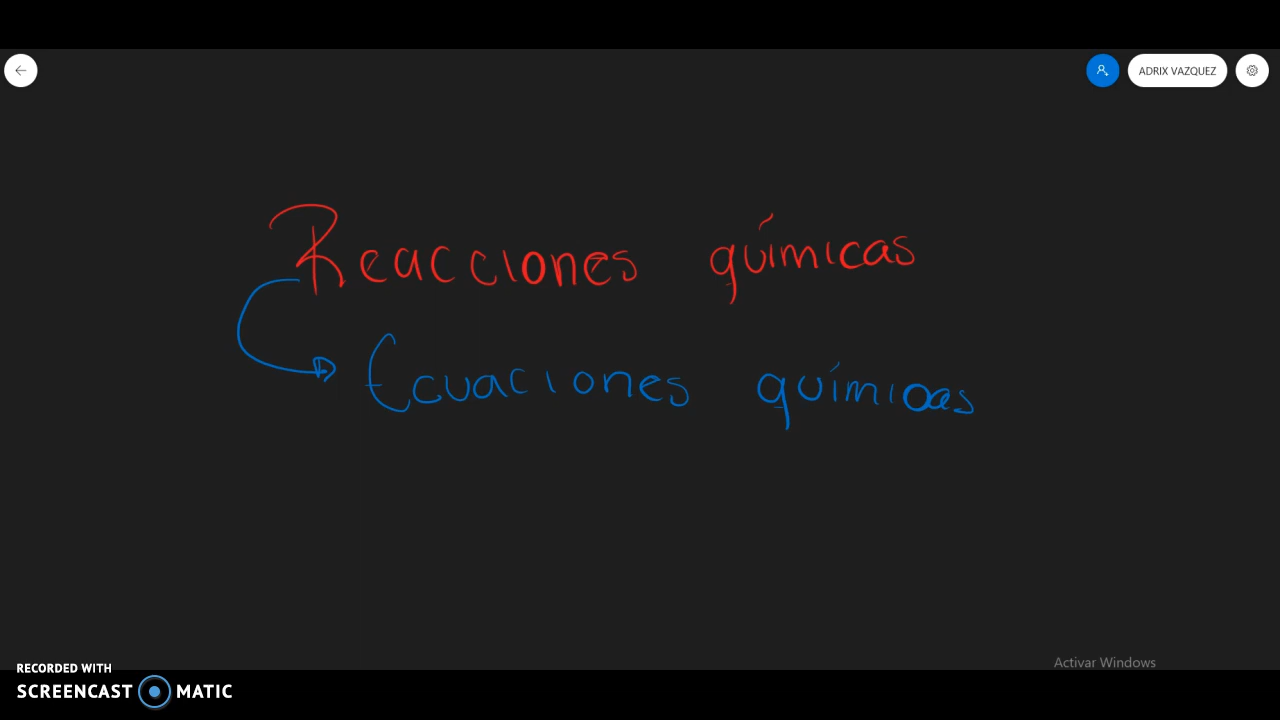 ADRIX VAZQUEZ
Reacciones químicas
Ecuaciones químicas
Activar Windows
RECORDED WITH
SCREENCAST MATIC